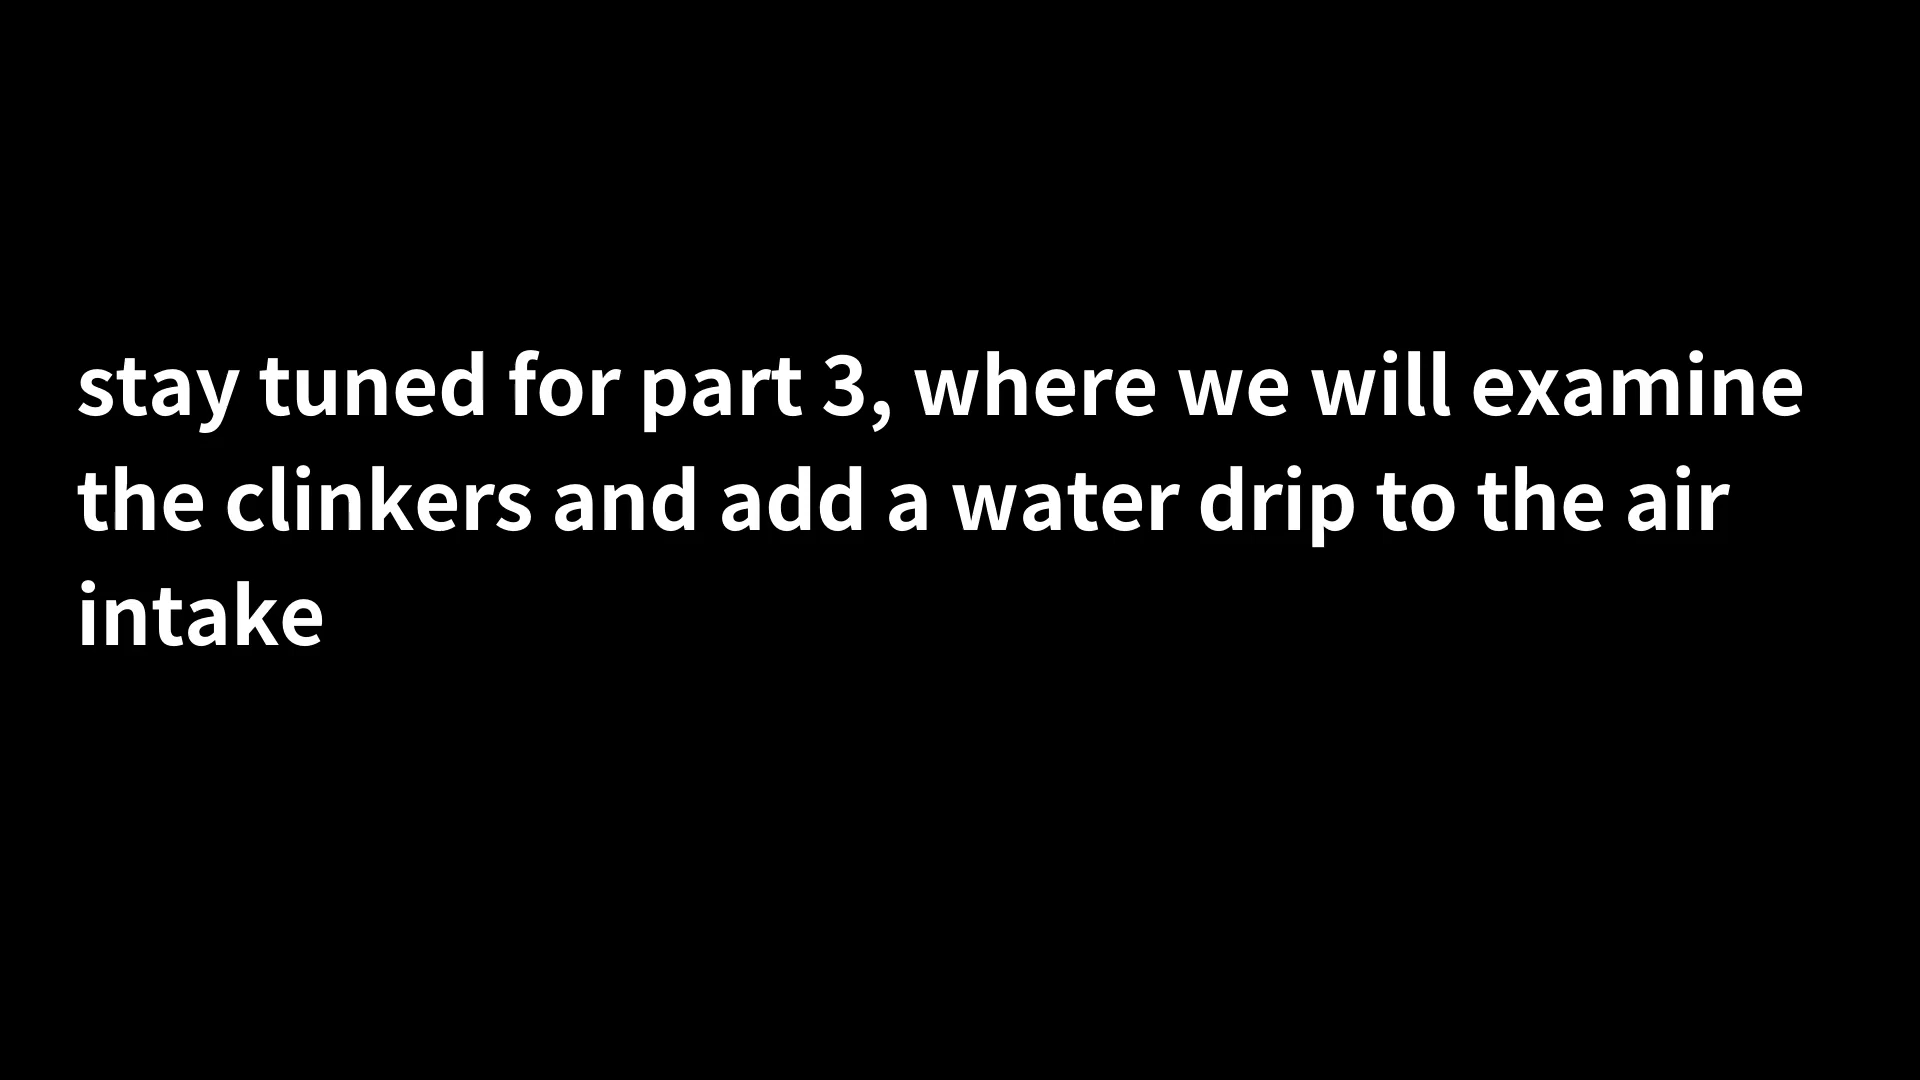 stay tuned for part 3, where we will examine
the clinkers and add a water drip to the air
intake